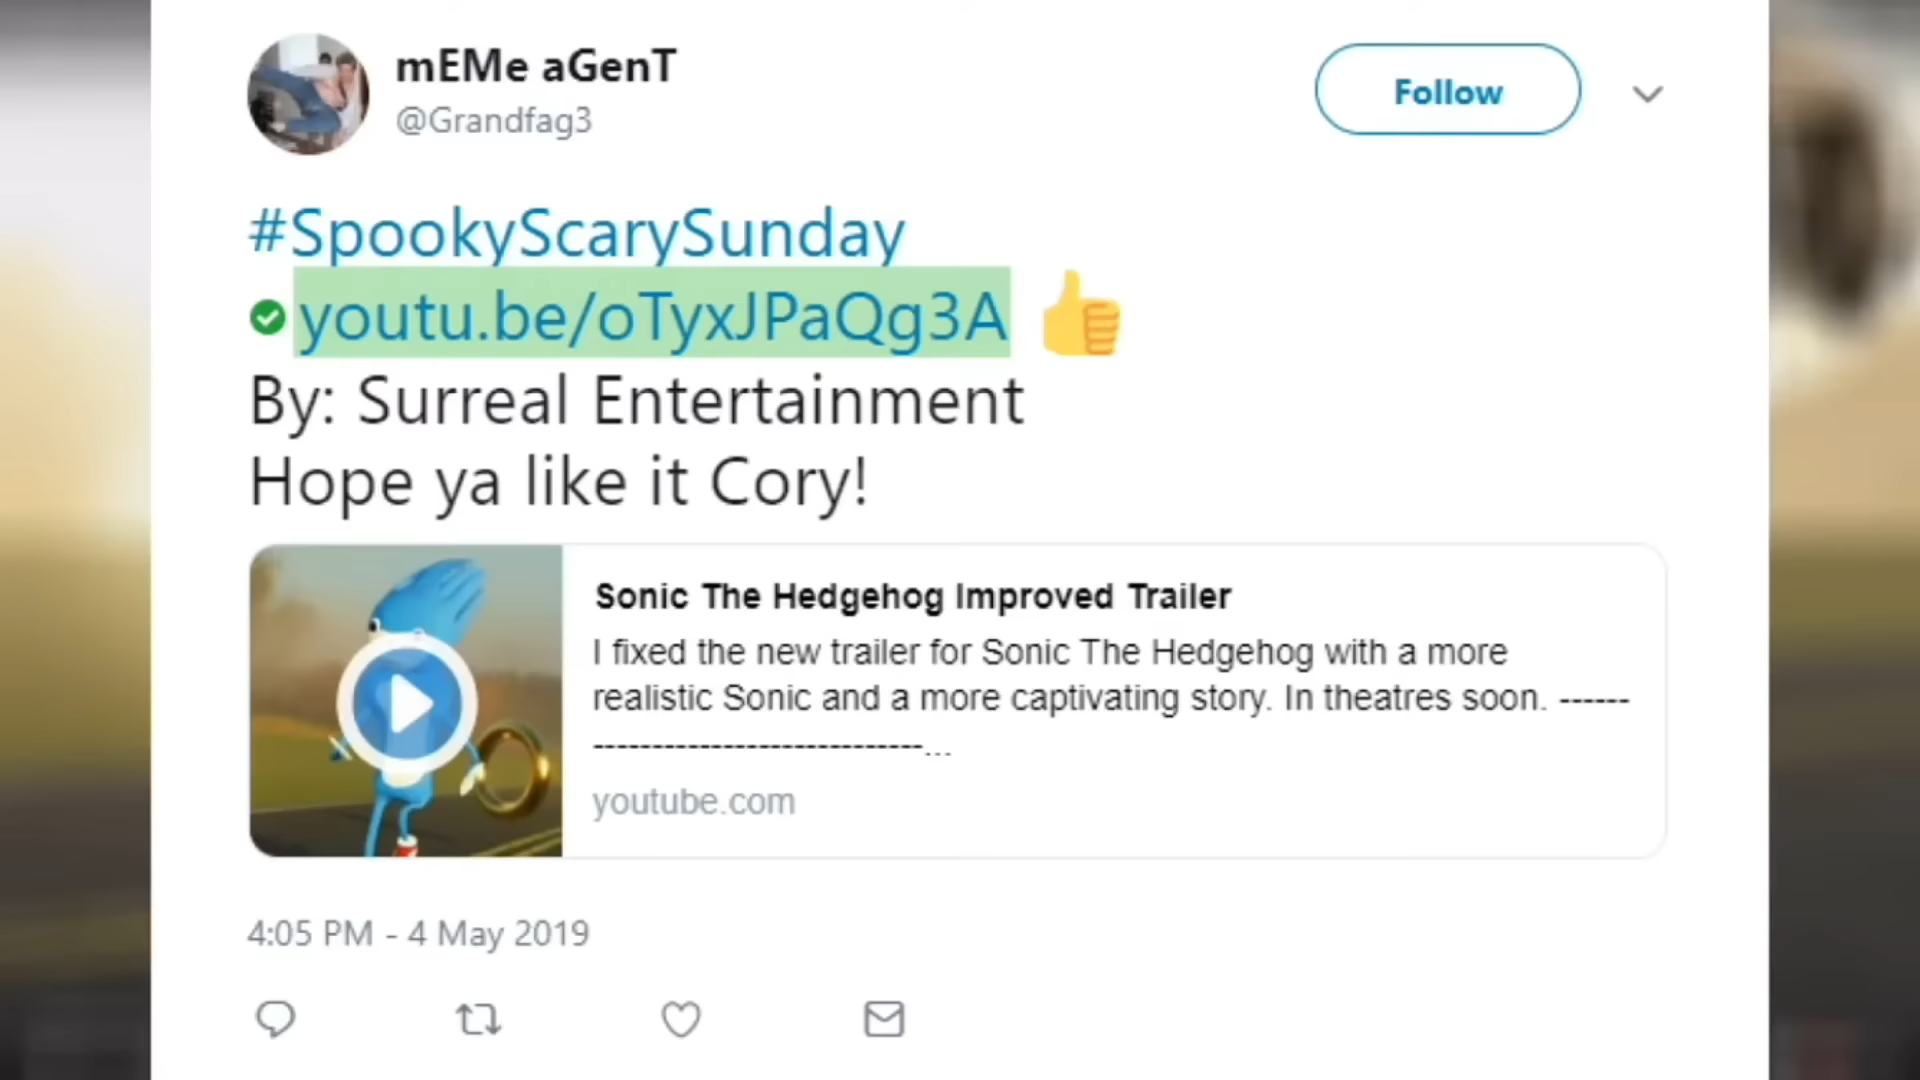 mEMe aGenT
@Grandfag3
Follow
#SpookyScarySunday
youtu.be/oTyxJPaQg3A
By: Surreal Entertainment
Hope ya like it Cory!
Sonic The Hedgehog Improved Trailer
I fixed the new trailer for Sonic The Hedgehog with a more
realistic Sonic and a more captivating story. In theatres soon. ------
----------------------------...
youtube.com
4:05 PM - 4 May 2019